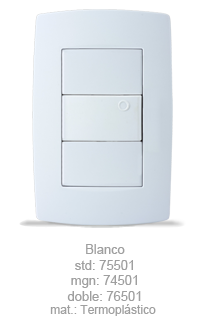 Blanco
std: 75501
mgn: 74501
doble: 76501
mat.: Termoplástico